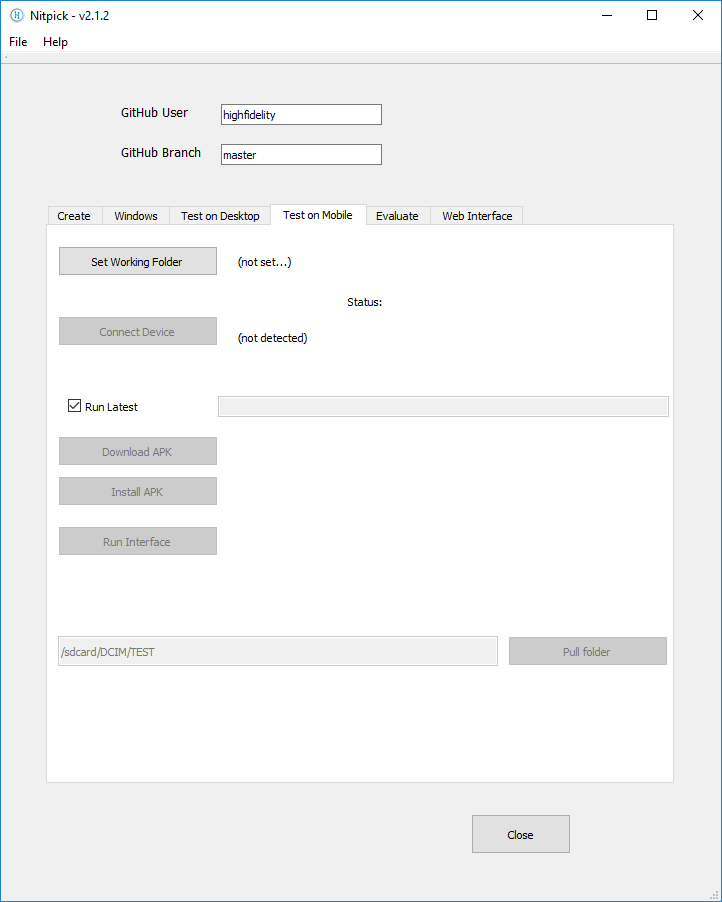 Nitpick - v2.1.2
File Help
GitHub User highfidelity
GitHub Branch master
Create Windows Test on Desktop Test on Mobile Evaluate Web Interface
Set Working Folder (not set...)
Status:
Connect Device
(not detected)
Run Latest
Download APK
Install APK
Run Interface
/sdcard/DCIM/TEST Pull folder
Close